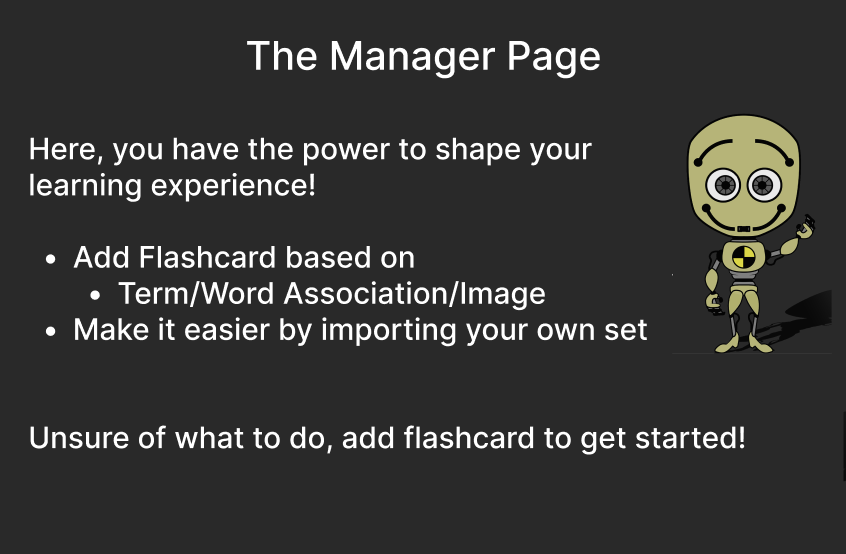 The Manager Page
Here, you have the power to shape your
learning experience!
• Add Flashcard based on
• Term/Word Association/Image
• Make it easier by importing your own set
Unsure of what to do, add flashcard to get started!